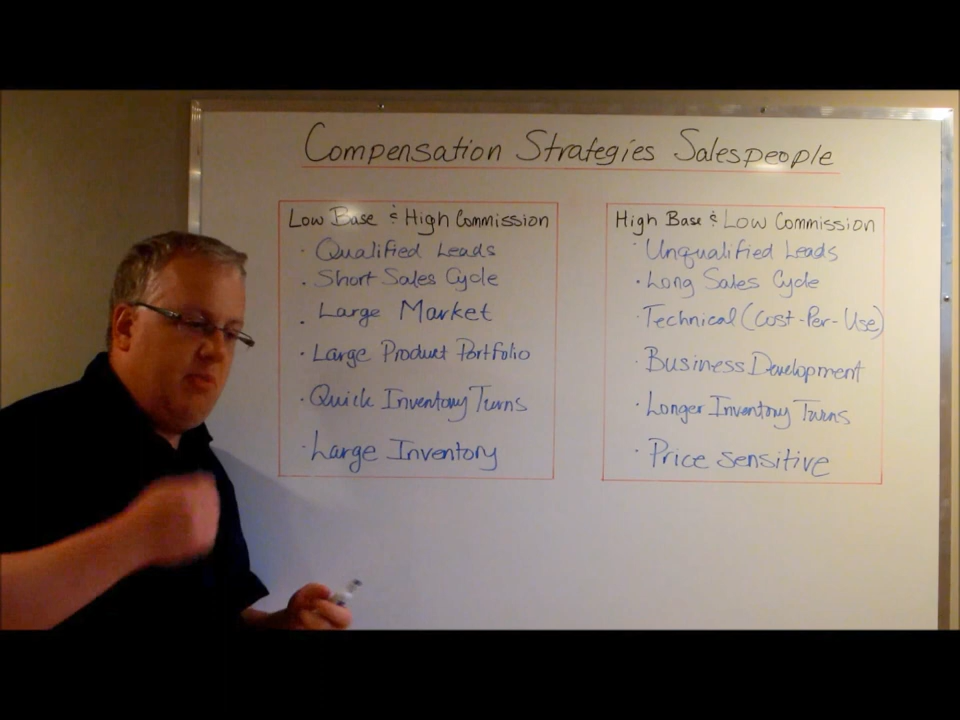 Compensation Strategies Salespeople
Low Base & High Commission
· Qualified Leads
· Short Sales Cycle
· Large Market
· Large Product Portfolio
· Quick Inventory Turns
· Large Inventory
High Base & Low Commission
· Unqualified Leads
· Long Sales Cycle
· Technical (Cost-Per-Use)
· Business Development
· Longer Inventory Turns
· Price Sensitive